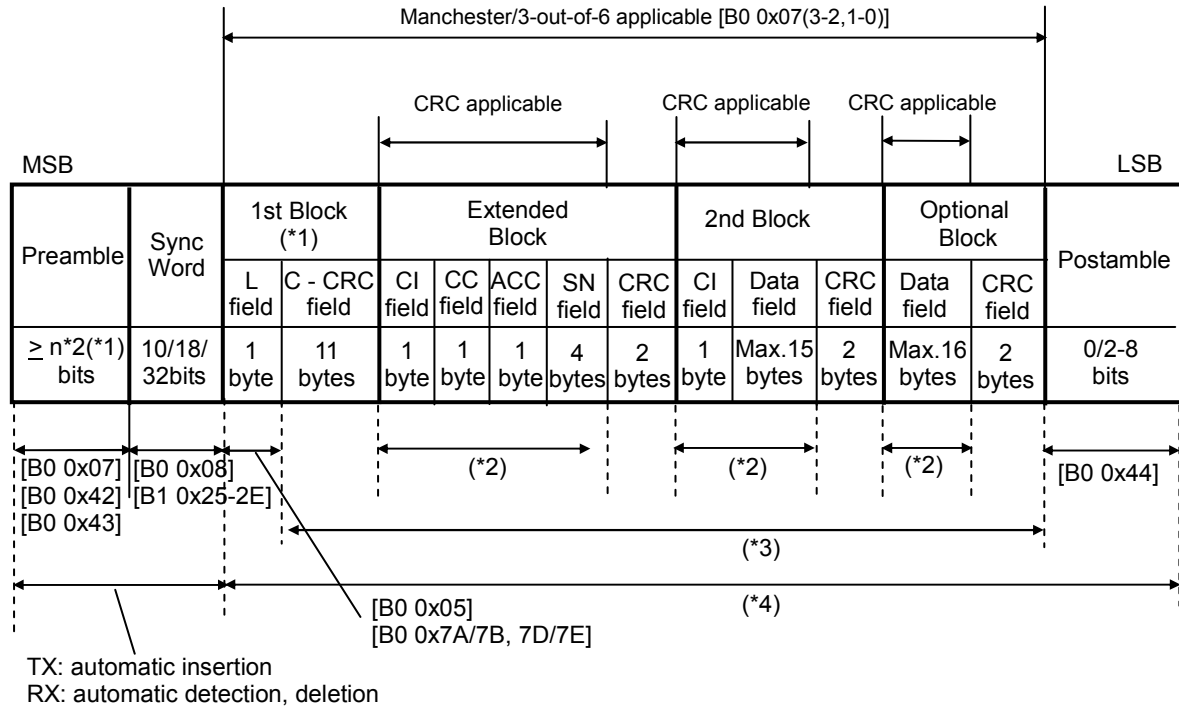 Manchester/3-out-of-6 applicable [B0 0x07(3-2,1-0)]
CRC applicable CRC applicable CRC applicable
MSB LSB
Preamble
Sync
Word
1st Block
(*1)
Extended
Block
2nd Block
Optional
Block
Postamble
L
field
C - CRC
field
CI
field
CC
field
ACC
field
SN
field
CRC
field
CI
field
Data
field
CRC
field
Data
field
CRC
field
≥ n*2(*1)
bits
10/18/
32bits
1
byte
11
bytes
1
byte
1
byte
1
byte
4
bytes
2
bytes
1
byte
Max.15
bytes
2
bytes
Max.16
bytes
2
bytes
0/2-8
bits
[B0 0x07]
[B0 0x42]
[B0 0x43]
[B0 0x08]
[B1 0x25-2E]
(*2) (*2) (*2)
[B0 0x44]
(*3)
(*4)
[B0 0x05]
[B0 0x7A/7B, 7D/7E]
TX: automatic insertion
RX: automatic detection, deletion